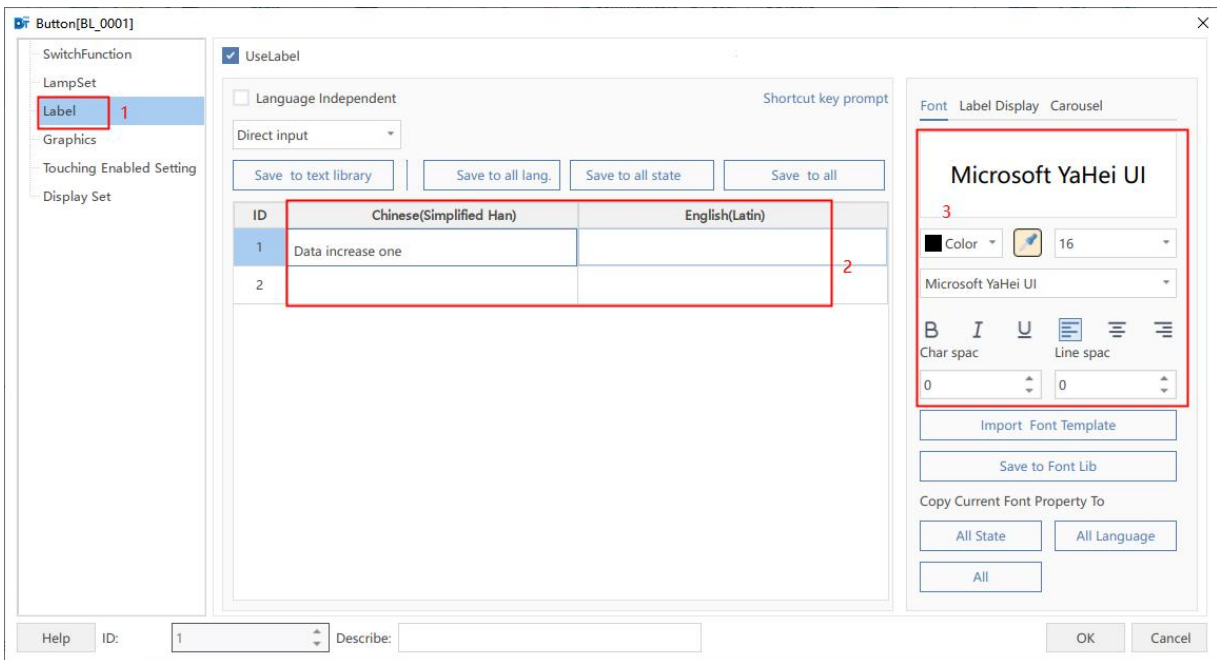 DT Button[BL_0001]
SwitchFunction
LampSet
Label 1
Graphics
Touching Enabled Setting
Display Set
UseLabel
Language Independent Shortcut key prompt
Direct input
Save to text library Save to all lang. Save to all state Save to all
ID Chinese(Simplified Han) English(Latin)
1 Data increase one
2
2
Font Label Display Carousel
Microsoft YaHei UI
3
Color 16
Microsoft YaHei UI
B I U
Char spac Line spac
0 0
Import Font Template
Save to Font Lib
Copy Current Font Property To
All State All Language
All
Help ID: 1 Describe: OK Cancel